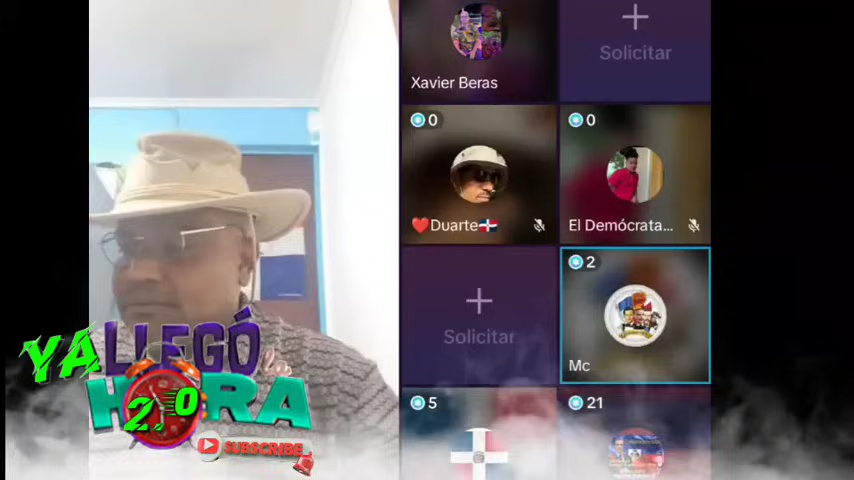 Xavier Beras
Solicitar
0
0
❤️Duarte🇩🇴
El Demócrata...
2
Solicitar
Mc
5
21
YA LLEGÓ la
HORA
2.0
SUBSCRIBE